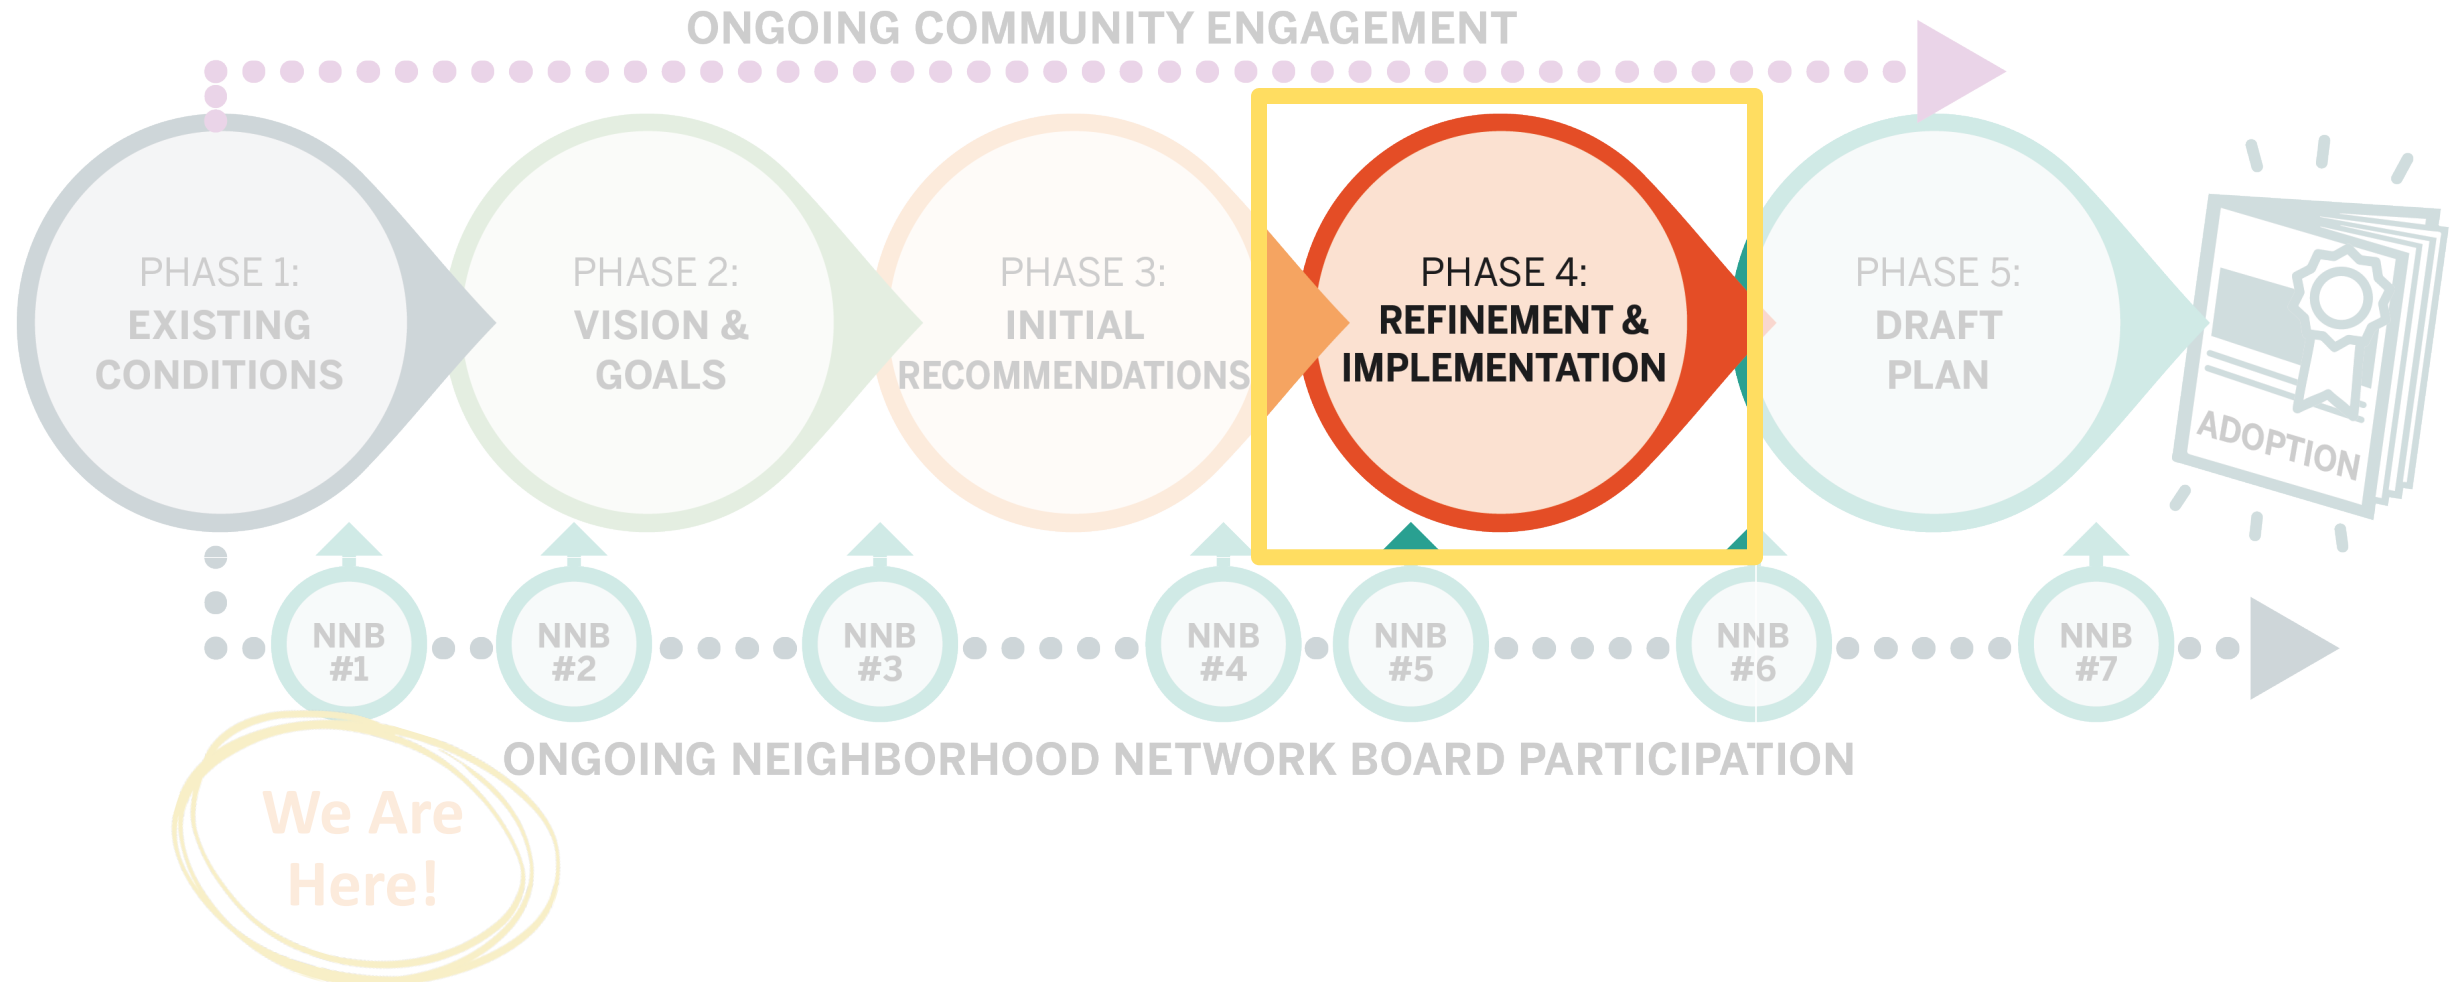 ONGOING COMMUNITY ENGAGEMENT
PHASE 1:
EXISTING
CONDITIONS
PHASE 2:
VISION &
GOALS
PHASE 3:
INITIAL
RECOMMENDATIONS
PHASE 4:
REFINEMENT &
IMPLEMENTATION
PHASE 5:
DRAFT
PLAN
ADOPTION
NNB
#1
NNB
#2
NNB
#3
NNB
#4
NNB
#5
NNB
#6
NNB
#7
ONGOING NEIGHBORHOOD NETWORK BOARD PARTICIPATION
We Are
Here!